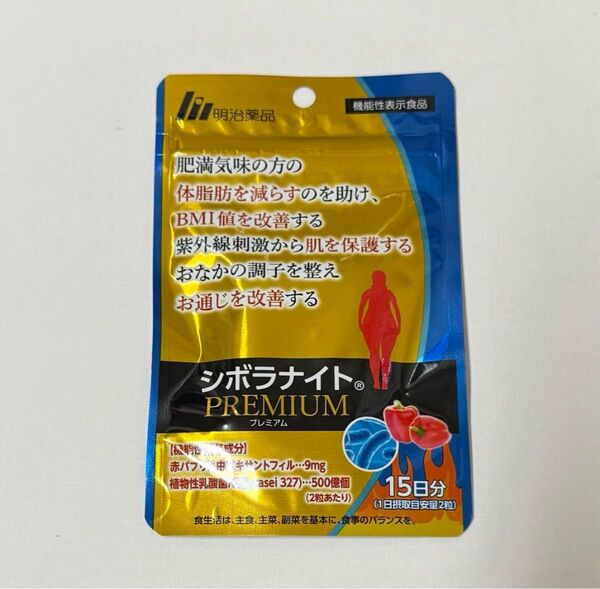 明治薬品
機能性表示食品
肥満気味の方の
体脂肪を減らすのを助け、
BMI値を改善する
紫外線刺激から肌を保護する
おなかの調子を整え
お通じを改善する
シボラナイト®
PREMIUM
プレミアム
【機能性
成分】
赤パプリカ
キサントフィル…9mg
植物性乳酸菌
casei 327)…500億個
(2粒あたり)
15日分
(1日摂取目安量2粒)
食生活は、主食、主菜、副菜を基本に、食事のバランスを。